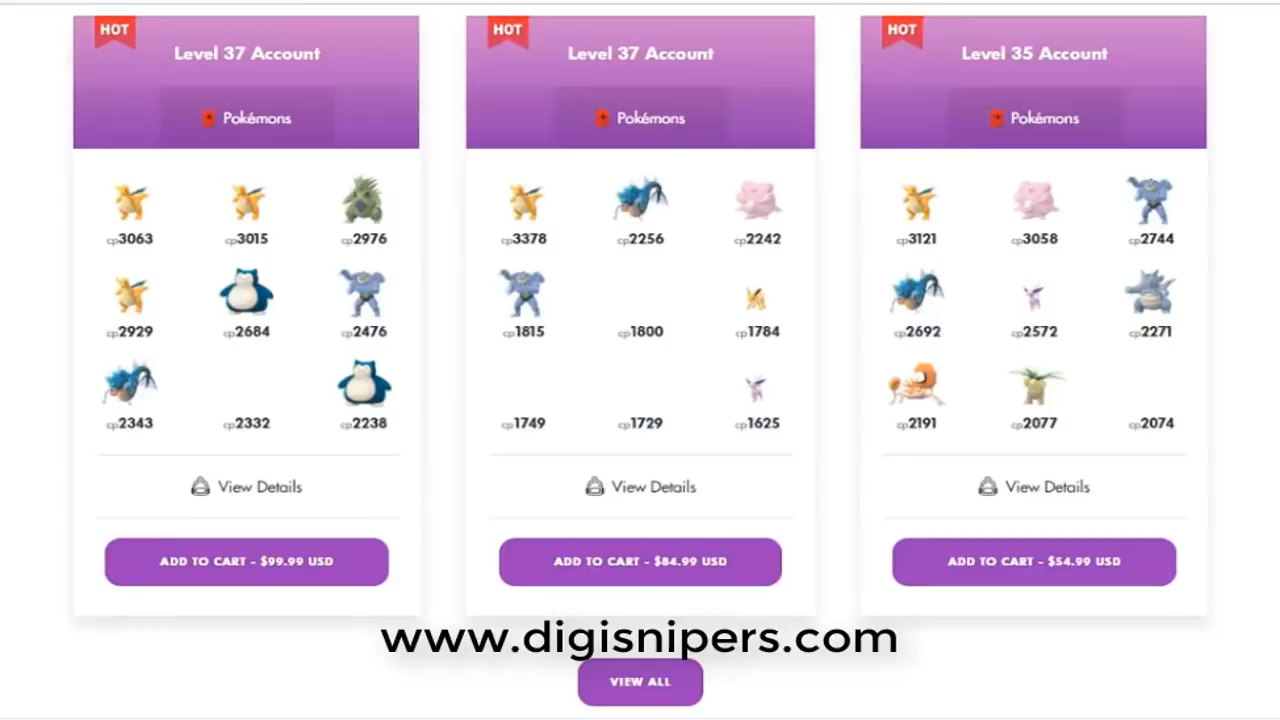 HOT
Level 37 Account
Pokémons
cp3063 cp3015 cp2976
cp2929 cp2684 cp2476
cp2343 cp2332 cp2238
View Details
ADD TO CART - $99.99 USD
HOT
Level 37 Account
Pokémons
cp3378 cp2256 cp2242
cp1815 cp1800 cp1784
cp1749 cp1729 cp1625
View Details
ADD TO CART - $84.99 USD
HOT
Level 35 Account
Pokémons
cp3121 cp3058 cp2744
cp2692 cp2572 cp2271
cp2191 cp2077 cp2074
View Details
ADD TO CART - $54.99 USD
www.digisnipers.com
VIEW ALL